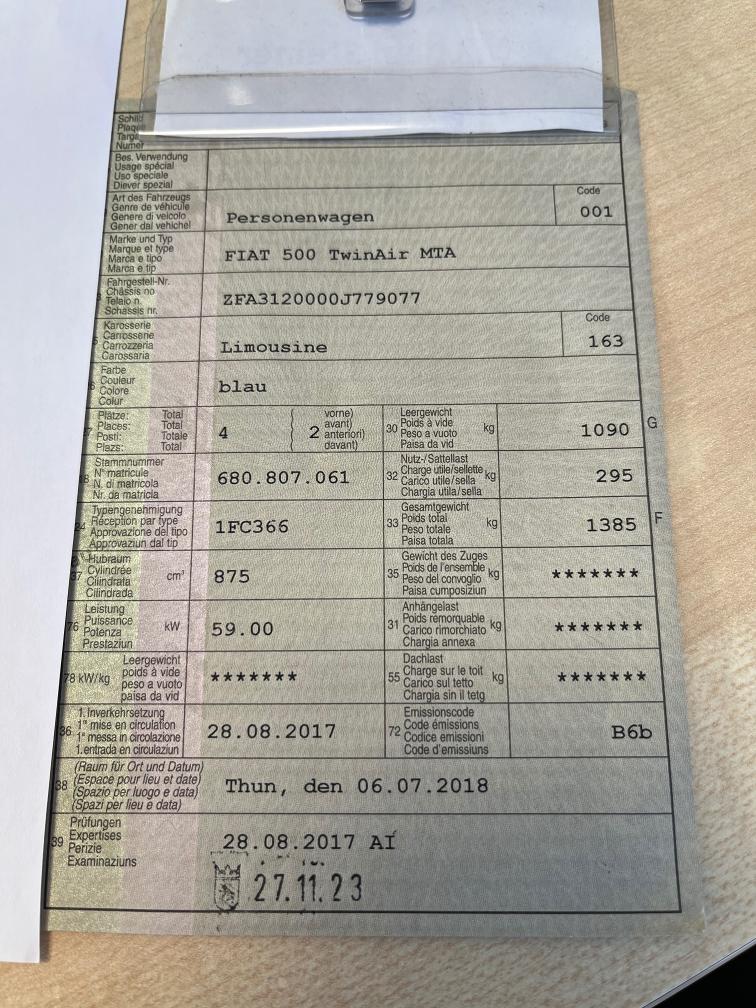 Schild
Plaque
Targa
Numer
Bes. Verwendung
Usage spécial
Uso speciale
Diever spezial
Art des Fahrzeugs
Genre de véhicule
Genere di veicolo
Gener dal vehichel
Personenwagen
Code
001
Marke und Typ
Marque et type
Marca e tipo
Marca e tip
FIAT 500 TwinAir MTA
Fahrgestell-Nr.
Châssis no
Telaio n.
Schassis nr.
ZFA3120000J779077
Karosserie
Carrosserie
Carrozzeria
Carossaria
Limousine
Code
163
Farbe
Couleur
Colore
Colur
blau
Plätze: Total
Places: Total
Posti: Totale
Plazs: Total
4
2
vorne)
avant)
anteriori)
davant)
30
Leergewicht
Poids à vide
Peso a vuoto
Paisa da vid
kg
1090 G
Stammnummer
N° matricule
N. di matricola
Nr. da matricla
680.807.061
32
Nutz-/Sattellast
Charge utile/sellette
Carico utile/sella
Chargia utila/sella
kg
295
Typengenehmigung
Réception par type
Approvazione del tipo
Approvaziun dal tip
1FC366
33
Gesamtgewicht
Poids total
Peso totale
Paisa totala
kg
1385 F
37
Hubraum
Cylindrée
Cilindrata
Cilindrada
cm³
875
35
Gewicht des Zuges
Poids de l'ensemble
Peso del convoglio
Paisa cumposiziun
kg
*******
76
Leistung
Puissance
Potenza
Prestaziun
kW
59.00
31
Anhängelast
Poids remorquable
Carico rimorchiato
Chargia annexa
kg
*******
78 kW/kg
Leergewicht
poids à vide
peso a vuoto
paisa da vid
*******
55
Dachlast
Charge sur le toit
Carico sul tetto
Chargia sin il tetg
kg
*******
36
1. Inverkehrsetzung
1re mise en circulation
1a messa in circolazione
1. entrada en circulaziun
28.08.2017
72
Emissionscode
Code émissions
Codice emissioni
Code d'emissiuns
B6b
38
(Raum für Ort und Datum)
(Espace pour lieu et date)
(Spazio per luogo e data)
(Spazi per lieu e data)
Thun, den 06.07.2018
39
Prüfungen
Expertises
Perizie
Examinaziuns
28.08.2017 AI
27.11.23